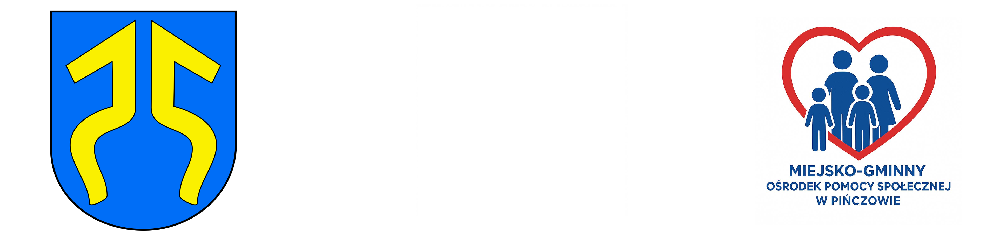 MIEJSKO-GMINNY
OŚRODEK POMOCY SPOŁECZNEJ
W PIŃCZOWIE